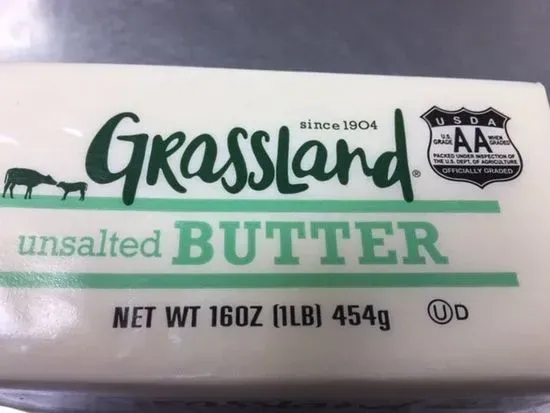 since 1904
Grassland®
USDA
U.S. GRADE AA WHEN GRADED
PACKED UNDER INSPECTION OF
THE U.S. DEPT. OF AGRICULTURE
OFFICIALLY GRADED
unsalted BUTTER
NET WT 16OZ (1LB) 454g
U D